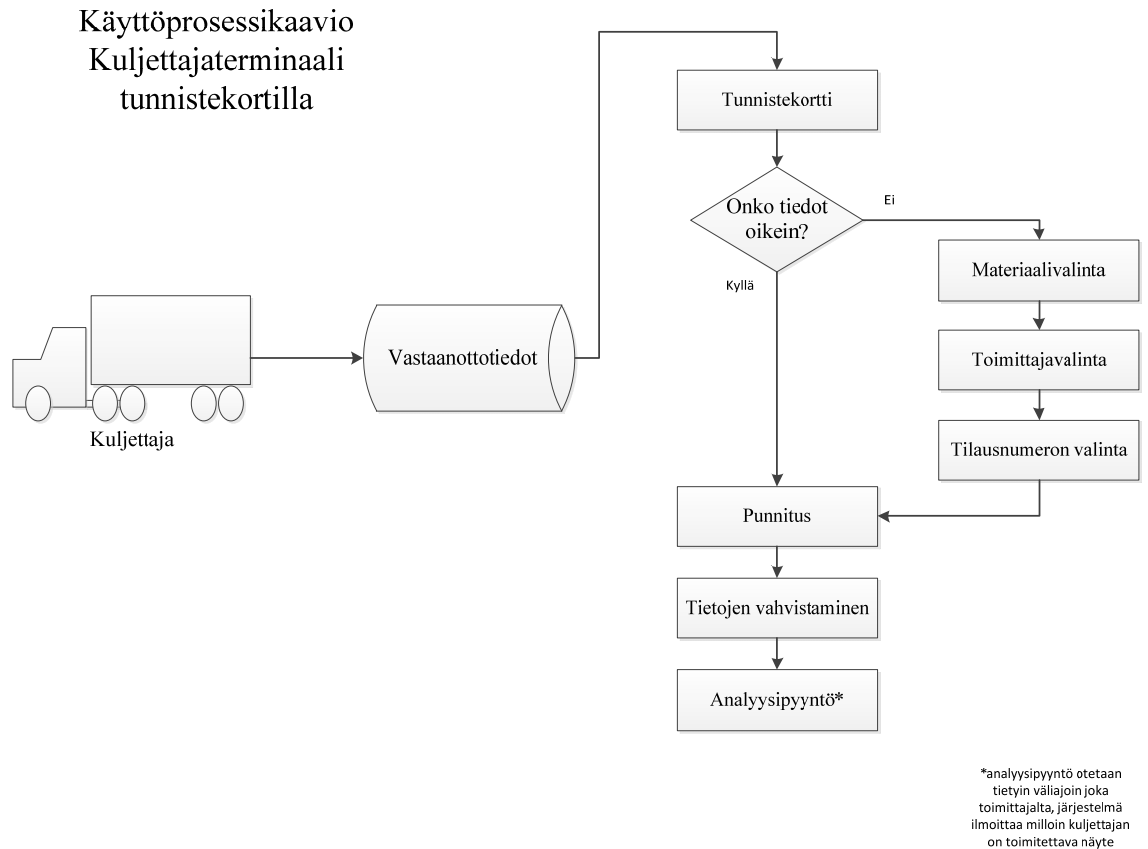 Käyttöprosessikaavio
Kuljettajaterminaali
tunnistekortilla
Kuljettaja
Vastaanottotiedot
Tunnistekortti
Onko tiedot
oikein?
Ei
Kyllä
Materiaalivalinta
Toimittajavalinta
Tilausnumeron valinta
Punnitus
Tietojen vahvistaminen
Analyysipyyntö*
*analyysipyyntö otetaan
tietyin väliajoin joka
toimittajalta, järjestelmä
ilmoittaa milloin kuljettajan
on toimitettava näyte